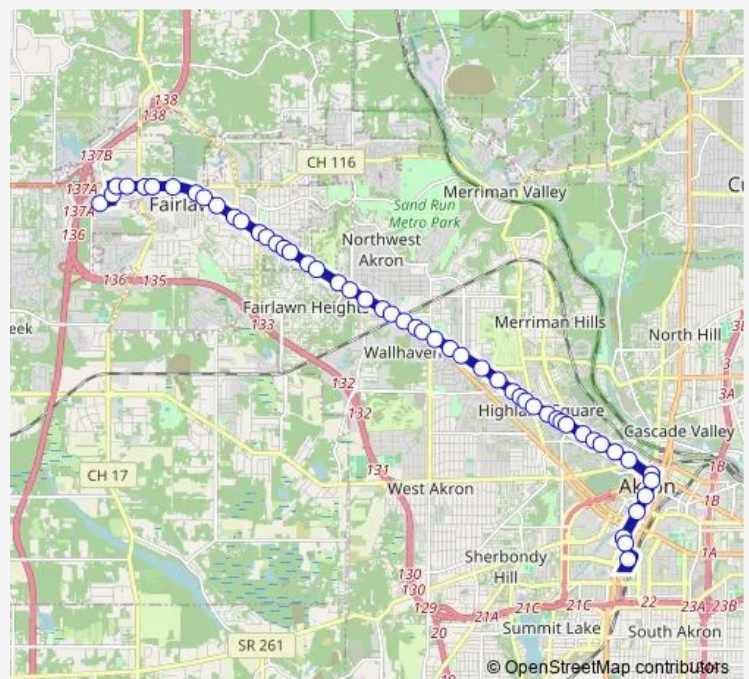 138
138
137B
CH 116
137A
137A
Merriman Valley
Sand Run
Metro Park
136
Northwest
Akron
136
135
Fairlawn Heights
133
Merriman Hills
North Hill
eek
Wallhaven
3
132
132
3A
Highland Square
Cascade Valley
131
1B
CH 17
West Akron
1B
Sherbondy
Hill
1A
130
130
129
21A
21C
21C
22
23A
23B
20
Summit Lake
South Akron
SR 261
19
© OpenStreetMap contributors